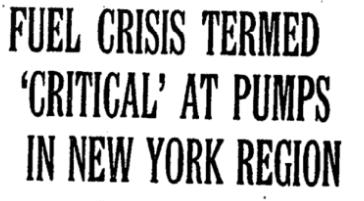 FUEL CRISIS TERMED
‘CRITICAL’ AT PUMPS
IN NEW YORK REGION